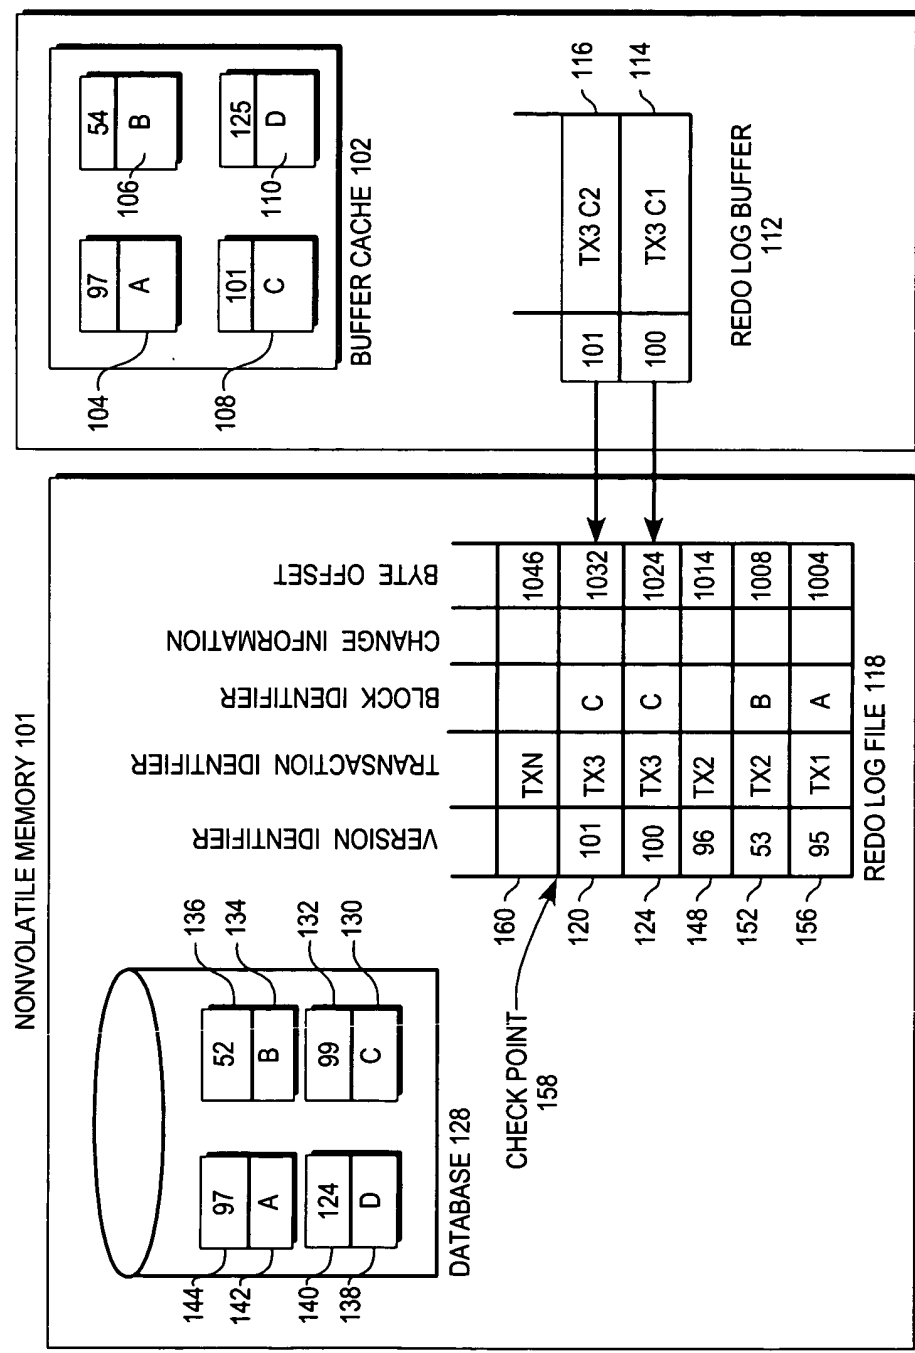 NONVOLATILE MEMORY 101
136
134
132
130
52
B
99
C
97
A
124
D
144
142
140
138
DATABASE 128
CHECK POINT
158
VERSION IDENTIFIER
TRANSACTION IDENTIFIER
BLOCK IDENTIFIER
CHANGE INFORMATION
BYTE OFFSET
160 TXN 1046
120 101 TX3 C 1032
124 100 TX3 C 1024
148 96 TX2 1014
152 53 TX2 B 1008
156 95 TX1 A 1004
REDO LOG FILE 118
97
A
104
54
B
106
101
C
108
125
D
110
BUFFER CACHE 102
101 TX3 C2 116
100 TX3 C1 114
REDO LOG BUFFER
112